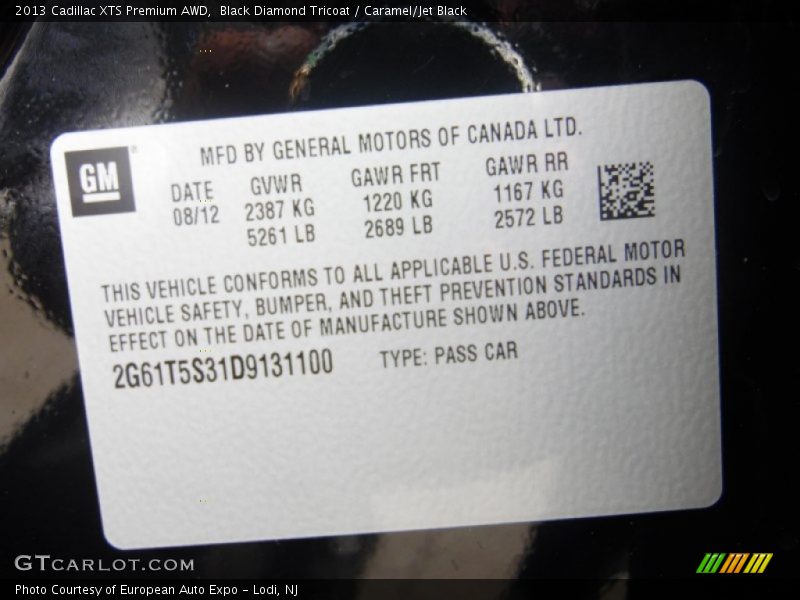 2013 Cadillac XTS Premium AWD,  Black Diamond Tricoat / Caramel/Jet Black
GM®
MFD BY GENERAL MOTORS OF CANADA LTD.
DATE GVWR GAWR FRT GAWR RR
08/12 2387 KG 1220 KG 1167 KG
5261 LB 2689 LB 2572 LB
THIS VEHICLE CONFORMS TO ALL APPLICABLE U.S. FEDERAL MOTOR
VEHICLE SAFETY, BUMPER, AND THEFT PREVENTION STANDARDS IN
EFFECT ON THE DATE OF MANUFACTURE SHOWN ABOVE.
2G61T5S31D9131100 TYPE: PASS CAR
GTCARLOT.COM
Photo Courtesy of European Auto Expo - Lodi, NJ